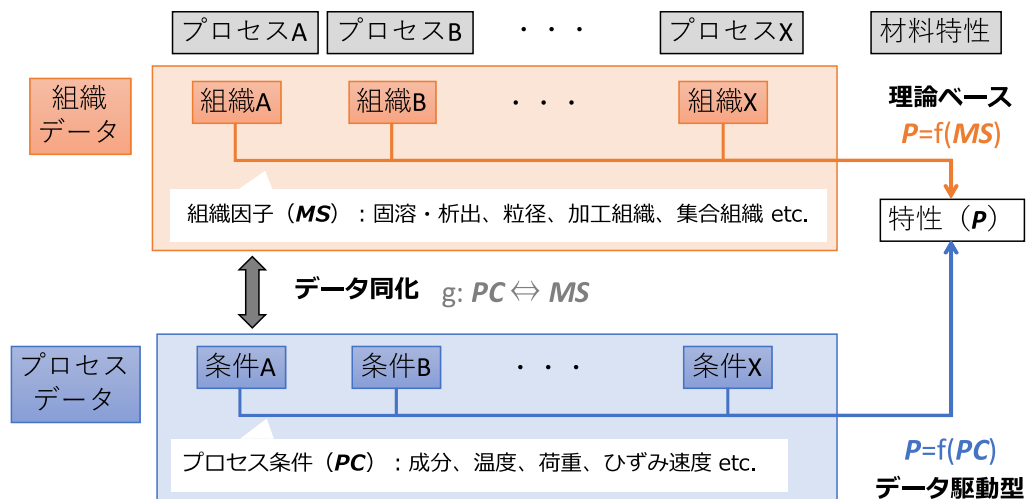 プロセスA
プロセスB
・・・
プロセスX
材料特性
組織
データ
組織A
組織B
・・・
組織X
理論ベース
P=f(MS)
組織因子（MS）：固溶・析出、粒径、加工組織、集合組織 etc.
特性（P）
データ同化
g: PC⇔MS
プロセス
データ
条件A
条件B
・・・
条件X
プロセス条件（PC）：成分、温度、荷重、ひずみ速度 etc.
P=f(PC)
データ駆動型